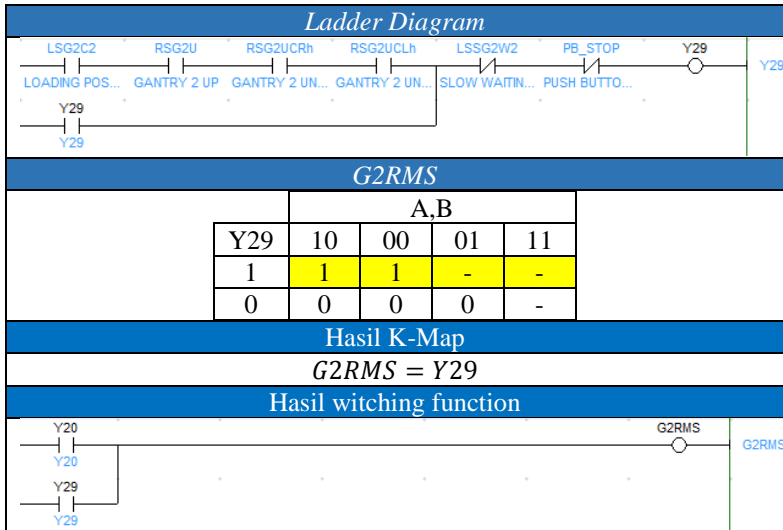 Ladder Diagram
LSG2C2 RSG2U RSG2UCRh RSG2UCLh LSSG2W2 PB_STOP Y29
Y29
LOADING POS... GANTRY 2 UP GANTRY 2 UN... GANTRY 2 UN... SLOW WAITIN... PUSH BUTTO...
Y29
Y29
G2RMS
A,B
Y29 10 00 01 11
1 1 1 - -
0 0 0 0 -
Hasil K-Map
G2RMS = Y29
Hasil witching function
Y20 G2RMS
G2RMS
Y20
Y29
Y29